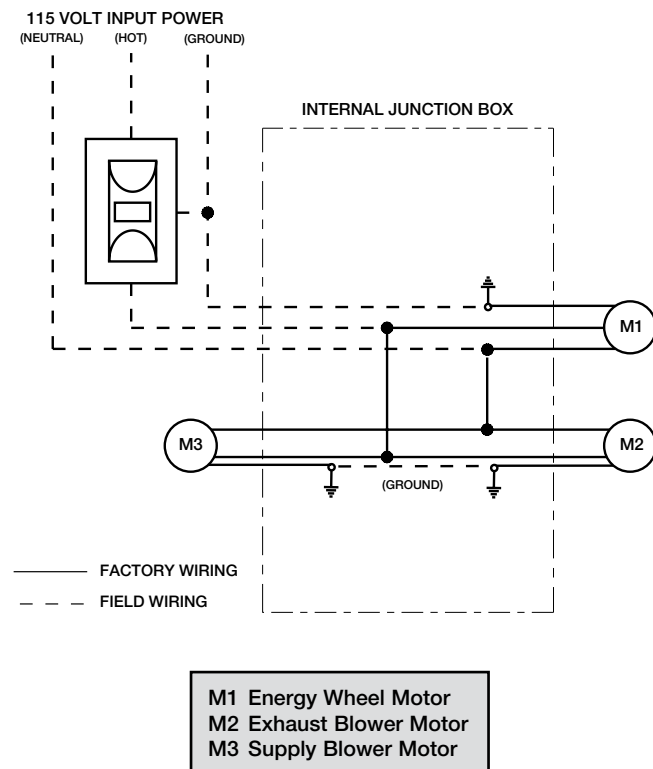 115 VOLT INPUT POWER
(NEUTRAL) (HOT) (GROUND)
INTERNAL JUNCTION BOX
M1
M3
M2
(GROUND)
FACTORY WIRING
FIELD WIRING
M1 Energy Wheel Motor
M2 Exhaust Blower Motor
M3 Supply Blower Motor